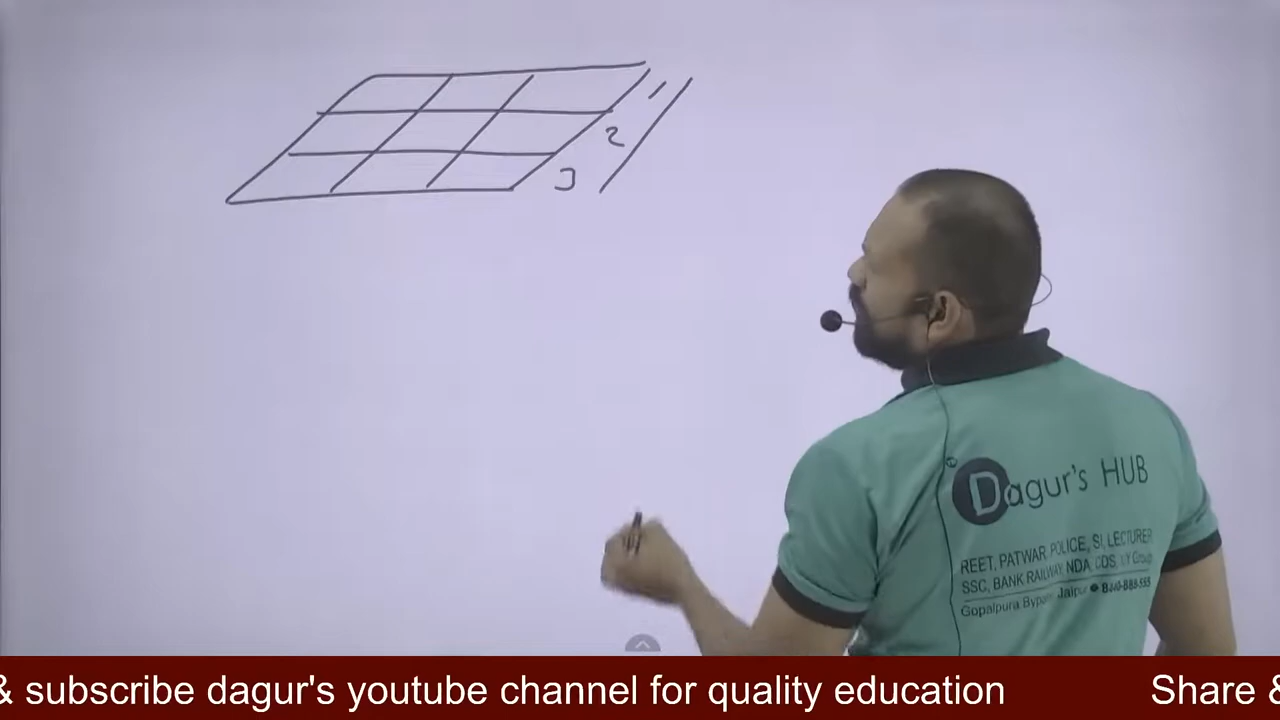 1
2
3
Dagur's HUB
REET, PATWAR, POLICE, SI, LECTURER
SSC, BANK RAILWAY, NDA, CDS, Group
Gopalpura Bypass Jaipur
& subscribe dagur's youtube channel for quality education Share &